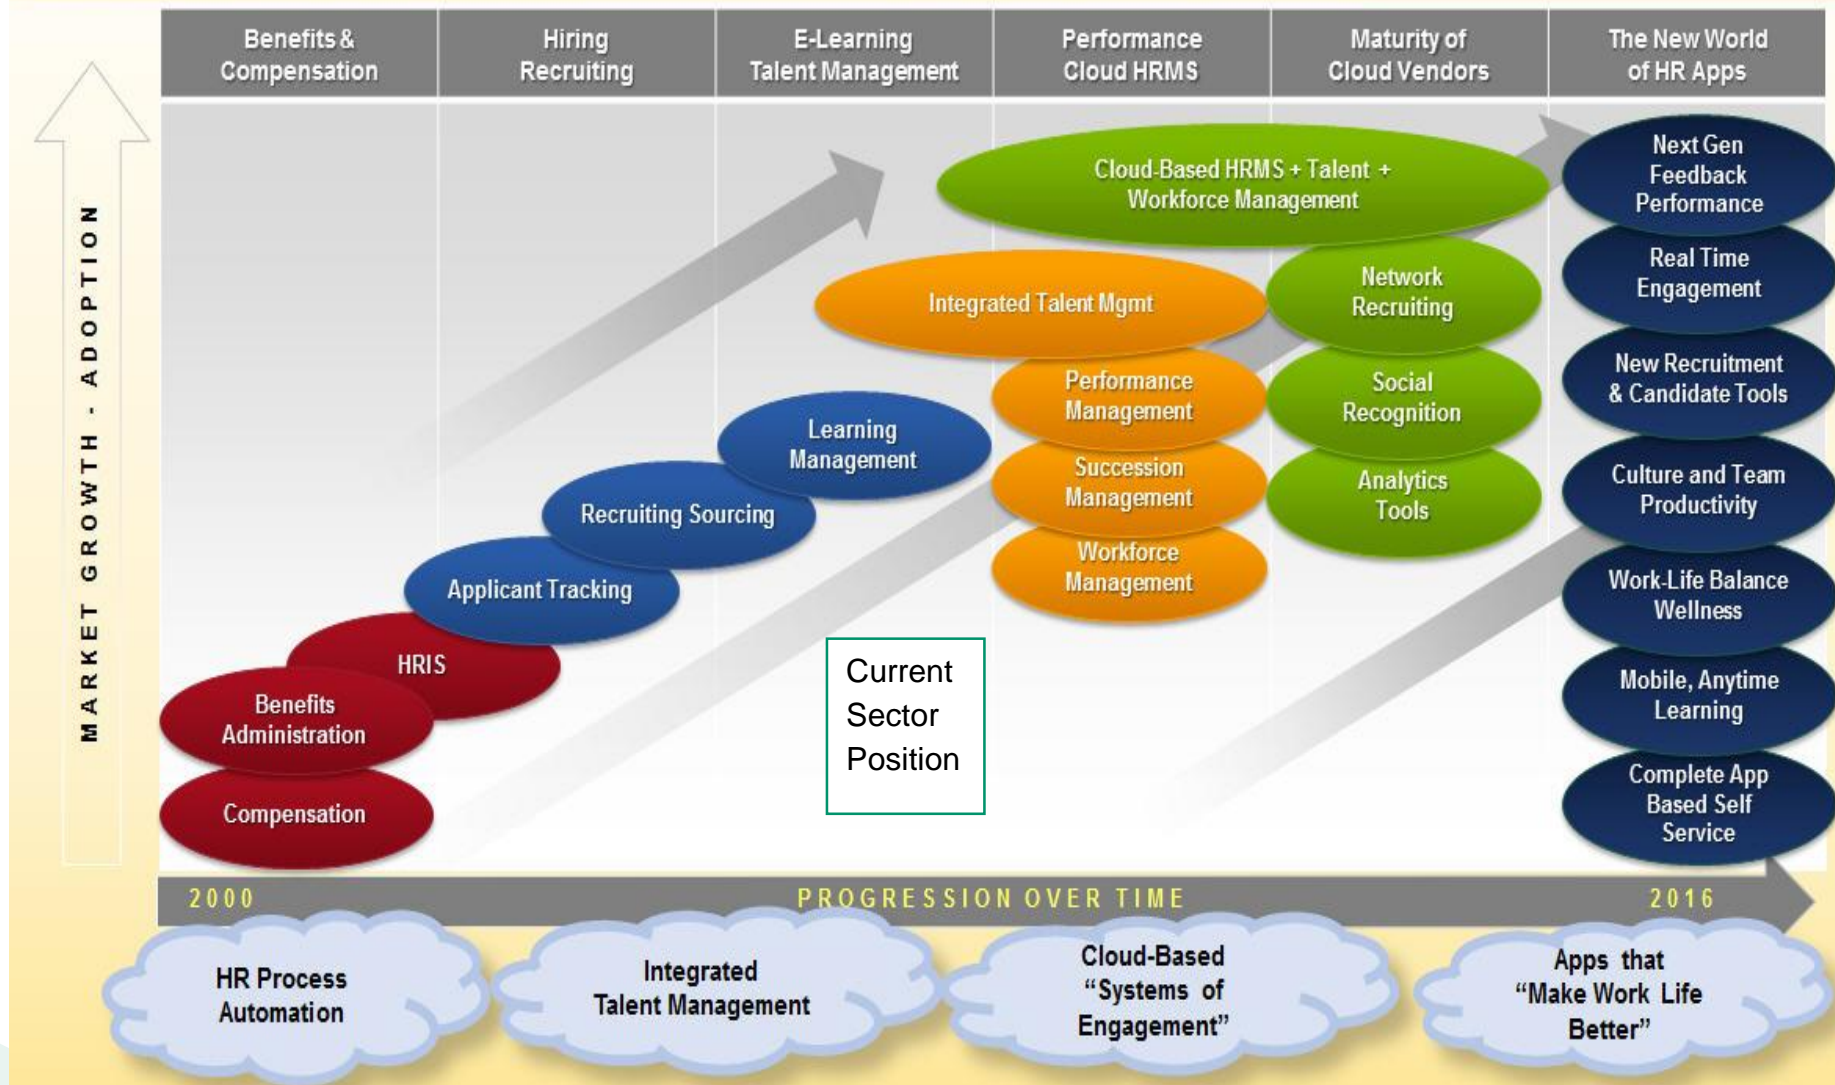 Benefits &
Compensation
Hiring
Recruiting
E-Learning
Talent Management
Performance
Cloud HRMS
Maturity of
Cloud Vendors
The New World
of HR Apps
MARKET GROWTH - ADOPTION
Cloud-Based HRMS + Talent +
Workforce Management
Integrated Talent Mgmt
Performance
Management
Succession
Management
Workforce
Management
Network
Recruiting
Social
Recognition
Analytics
Tools
Learning
Management
Recruiting Sourcing
Applicant Tracking
HRIS
Benefits
Administration
Compensation
Current
Sector
Position
Next Gen
Feedback
Performance
Real Time
Engagement
New Recruitment
& Candidate Tools
Culture and Team
Productivity
Work-Life Balance
Wellness
Mobile, Anytime
Learning
Complete App
Based Self
Service
2000
PROGRESSION OVER TIME
2016
HR Process
Automation
Integrated
Talent Management
Cloud-Based
“Systems of
Engagement”
Apps that
“Make Work Life
Better”